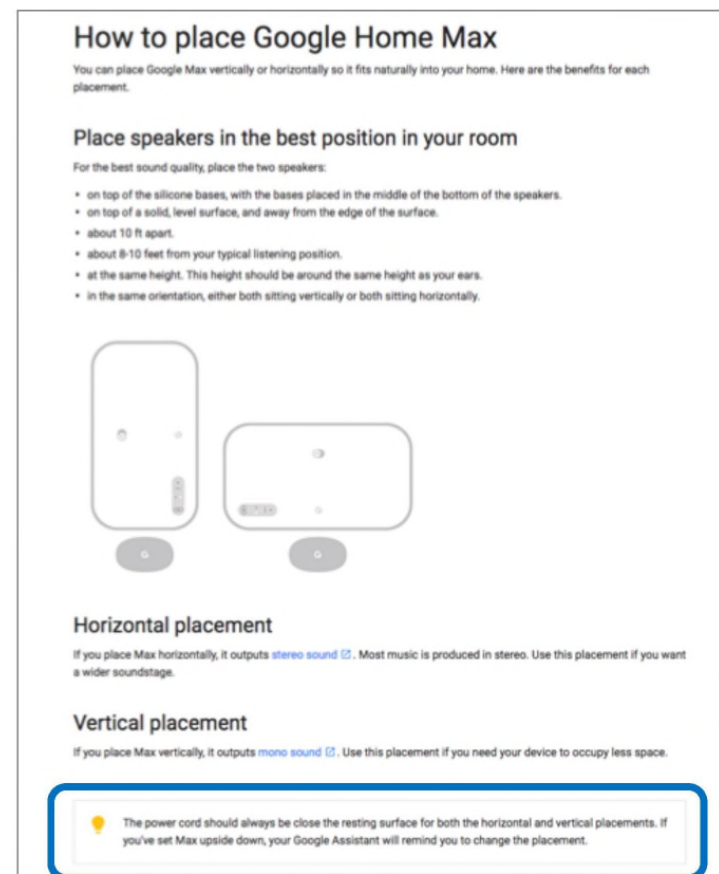 How to place Google Home Max
You can place Google Max vertically or horizontally so it fits naturally into your home. Here are the benefits for each
placement.
Place speakers in the best position in your room
For the best sound quality, place the two speakers:
• on top of the silicone bases, with the bases placed in the middle of the bottom of the speakers.
• on top of a solid, level surface, and away from the edge of the surface.
• about 10 ft apart.
• about 8-10 feet from your typical listening position.
• at the same height. This height should be around the same height as your ears.
• in the same orientation, either both sitting vertically or both sitting horizontally.
G G
Horizontal placement
If you place Max horizontally, it outputs stereo sound. Most music is produced in stereo. Use this placement if you want
a wider soundstage.
Vertical placement
If you place Max vertically, it outputs mono sound. Use this placement if you need your device to occupy less space.
The power cord should always be close the resting surface for both the horizontal and vertical placements. If
you've set Max upside down, your Google Assistant will remind you to change the placement.